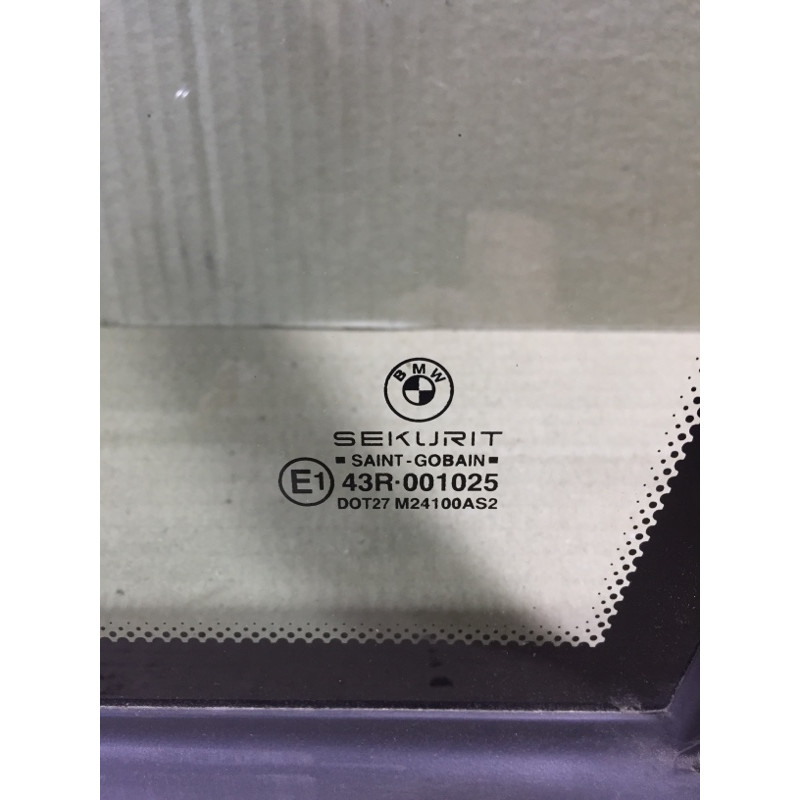 BMW
SEKURIT
SAINT-GOBAIN
E1 43R·001025
DOT27 M24100AS2